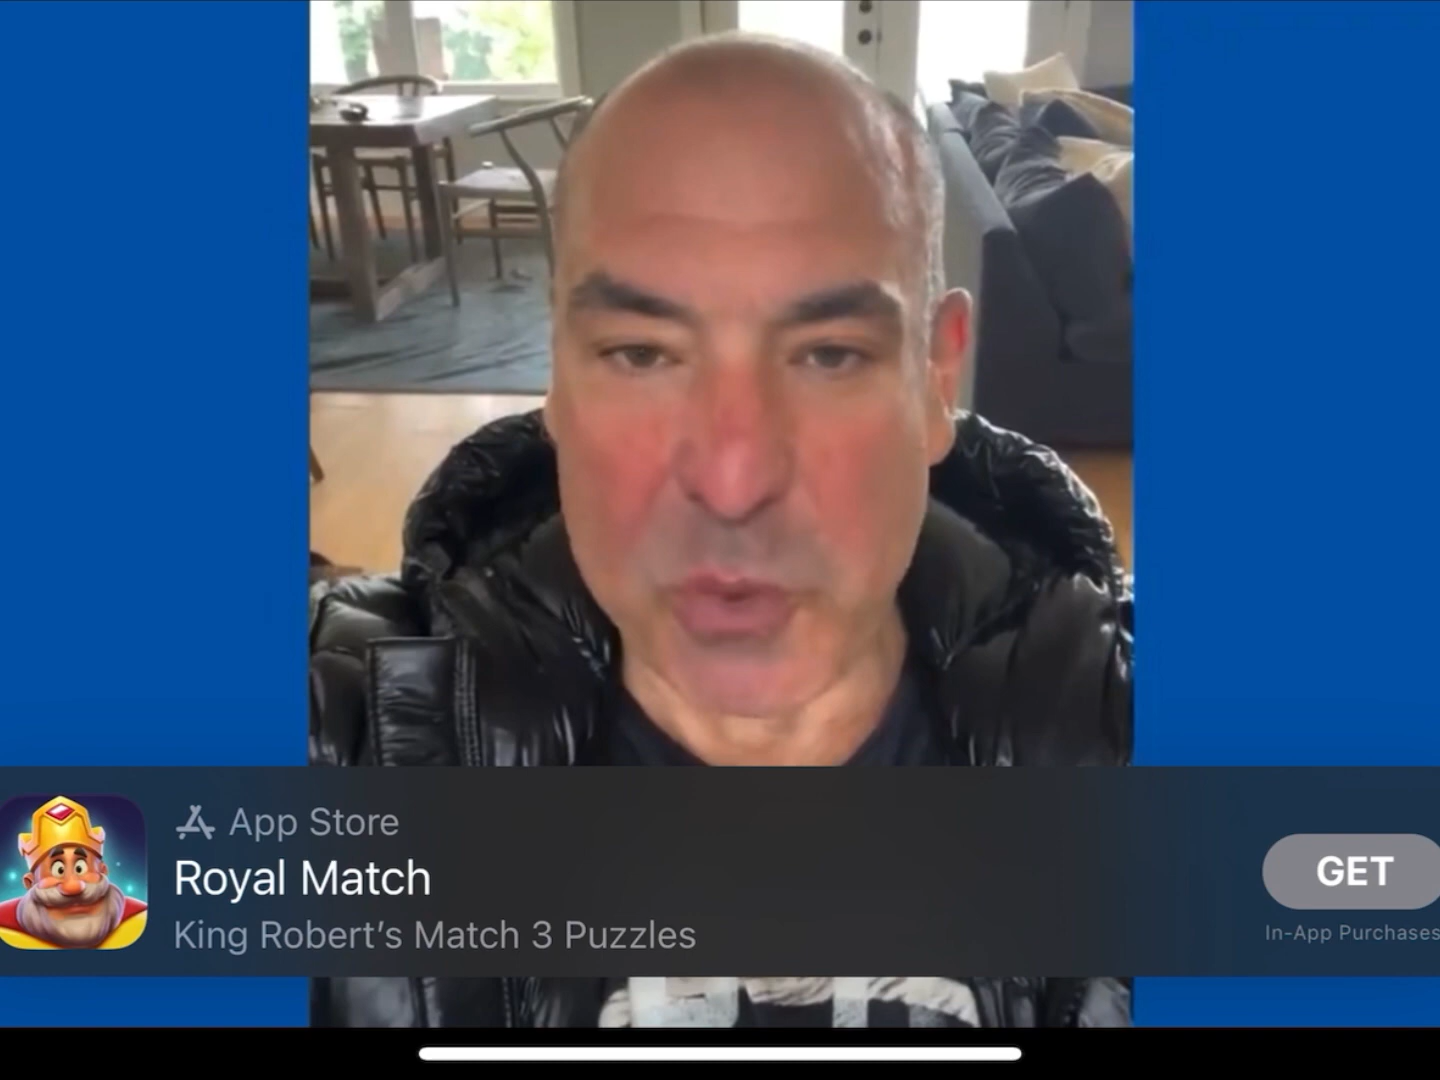 App Store
Royal Match
King Robert’s Match 3 Puzzles
GET
In-App Purchases